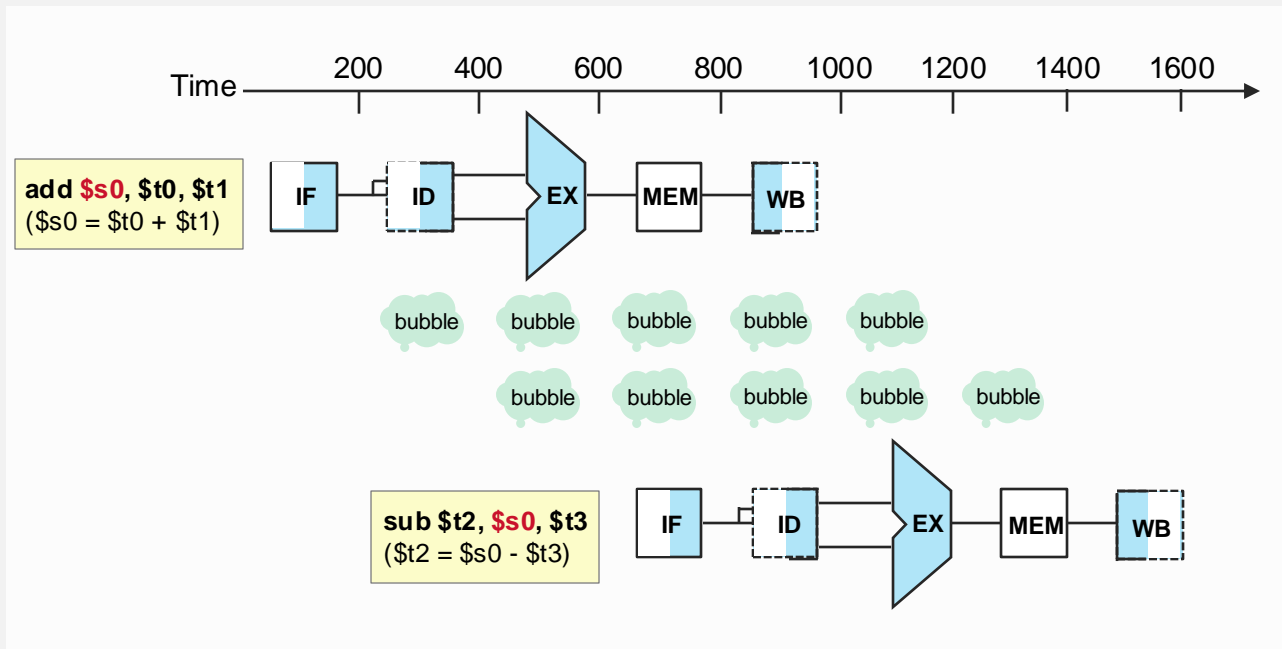 200 400 600 800 1000 1200 1400 1600
Time
add $s0, $t0, $t1
($s0 = $t0 + $t1)
IF ID EX MEM WB
bubble bubble bubble bubble bubble
bubble bubble bubble bubble bubble
sub $t2, $s0, $t3
($t2 = $s0 - $t3)
IF ID EX MEM WB